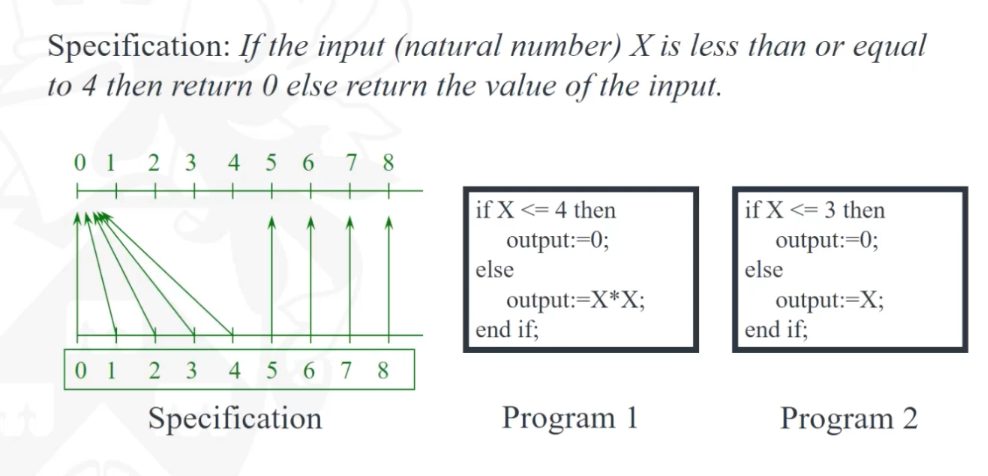 Specification: If the input (natural number) X is less than or equal
to 4 then return 0 else return the value of the input.
0 1 2 3 4 5 6 7 8
0 1 2 3 4 5 6 7 8
Specification
if X <= 4 then
output:=0;
else
output:=X*X;
end if;
Program 1
if X <= 3 then
output:=0;
else
output:=X;
end if;
Program 2